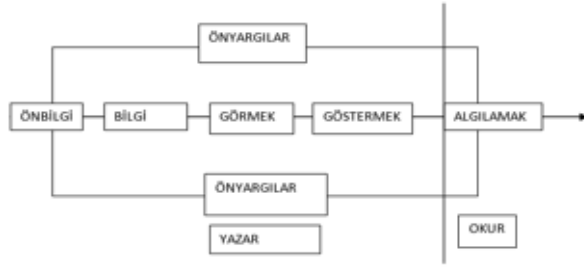 ÖNYARGILAR
ÖNBİLGİ
BİLGİ
GÖRMEK
GÖSTERMEK
ALGILAMAK
ÖNYARGILAR
YAZAR
OKUR